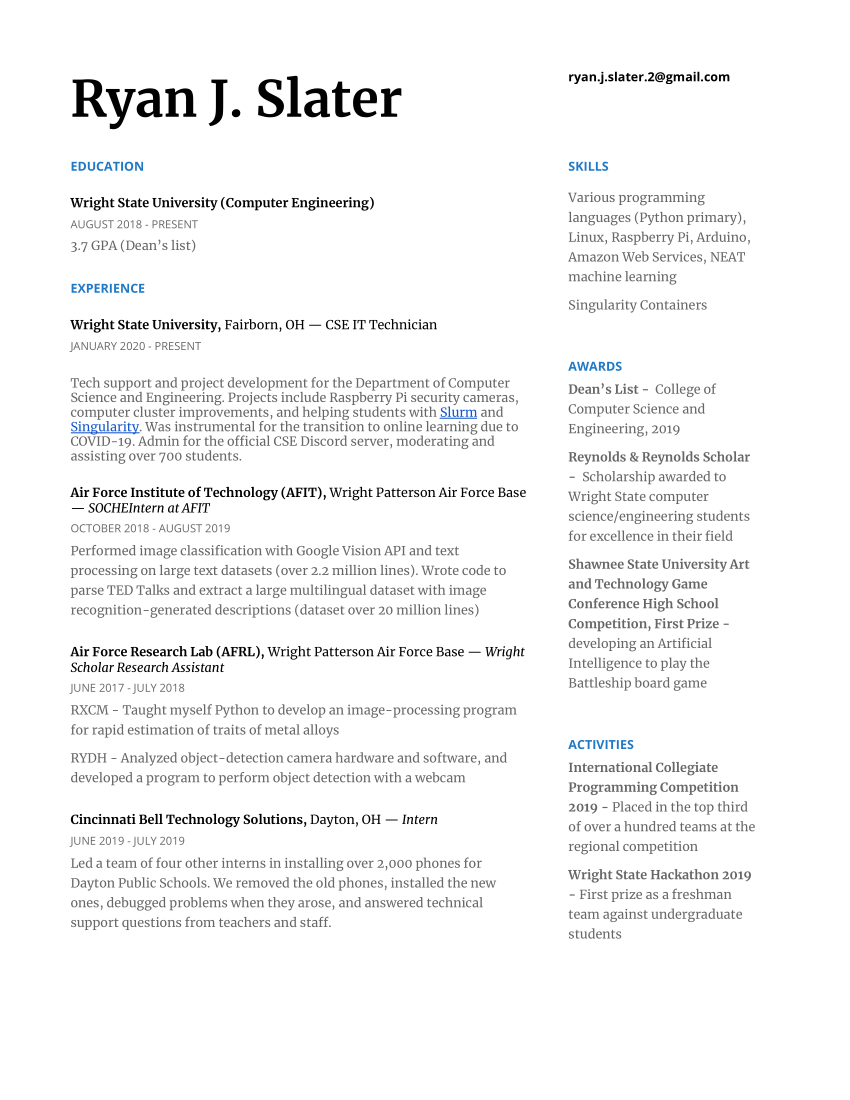 Ryan J. Slater
ryan.j.slater.2@gmail.com
EDUCATION
Wright State University (Computer Engineering)
AUGUST 2018 - PRESENT
3.7 GPA (Dean’s list)
EXPERIENCE
Wright State University, Fairborn, OH — CSE IT Technician
JANUARY 2020 - PRESENT
Tech support and project development for the Department of Computer
Science and Engineering. Projects include Raspberry Pi security cameras,
computer cluster improvements, and helping students with Slurm and
Singularity. Was instrumental for the transition to online learning due to
COVID-19. Admin for the official CSE Discord server, moderating and
assisting over 700 students.
Air Force Institute of Technology (AFIT), Wright Patterson Air Force Base
— SOCHEIntern at AFIT
OCTOBER 2018 - AUGUST 2019
Performed image classification with Google Vision API and text
processing on large text datasets (over 2.2 million lines). Wrote code to
parse TED Talks and extract a large multilingual dataset with image
recognition-generated descriptions (dataset over 20 million lines)
Air Force Research Lab (AFRL), Wright Patterson Air Force Base — Wright
Scholar Research Assistant
JUNE 2017 - JULY 2018
RXCM - Taught myself Python to develop an image-processing program
for rapid estimation of traits of metal alloys
RYDH - Analyzed object-detection camera hardware and software, and
developed a program to perform object detection with a webcam
Cincinnati Bell Technology Solutions, Dayton, OH — Intern
JUNE 2019 - JULY 2019
Led a team of four other interns in installing over 2,000 phones for
Dayton Public Schools. We removed the old phones, installed the new
ones, debugged problems when they arose, and answered technical
support questions from teachers and staff.
SKILLS
Various programming
languages (Python primary),
Linux, Raspberry Pi, Arduino,
Amazon Web Services, NEAT
machine learning
Singularity Containers
AWARDS
Dean’s List - College of
Computer Science and
Engineering, 2019
Reynolds & Reynolds Scholar
- Scholarship awarded to
Wright State computer
science/engineering students
for excellence in their field
Shawnee State University Art
and Technology Game
Conference High School
Competition, First Prize -
developing an Artificial
Intelligence to play the
Battleship board game
ACTIVITIES
International Collegiate
Programming Competition
2019 - Placed in the top third
of over a hundred teams at the
regional competition
Wright State Hackathon 2019
- First prize as a freshman
team against undergraduate
students